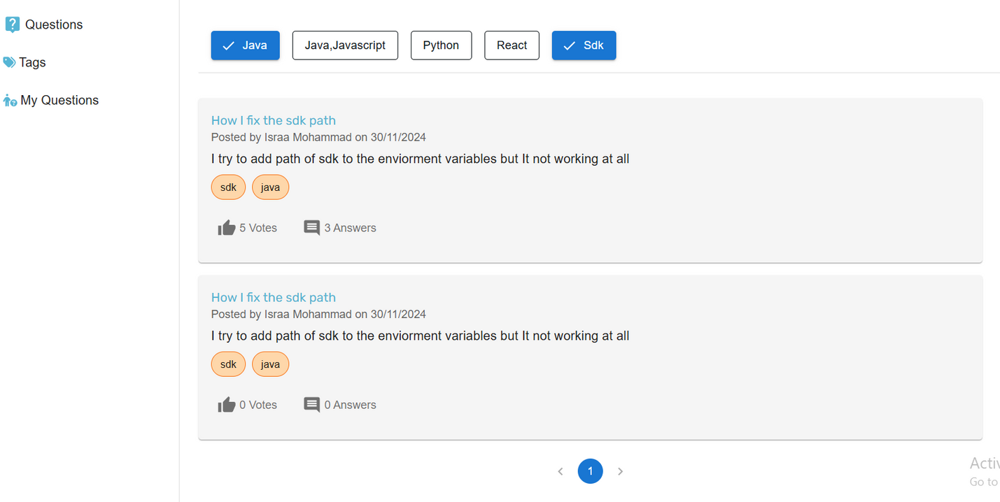 Questions
Tags
My Questions
Java Java,Javascript Python React Sdk
How I fix the sdk path
Posted by Israa Mohammad on 30/11/2024
I try to add path of sdk to the enviorment variables but It not working at all
sdk java
5 Votes 3 Answers
How I fix the sdk path
Posted by Israa Mohammad on 30/11/2024
I try to add path of sdk to the enviorment variables but It not working at all
sdk java
0 Votes 0 Answers
1
Go to